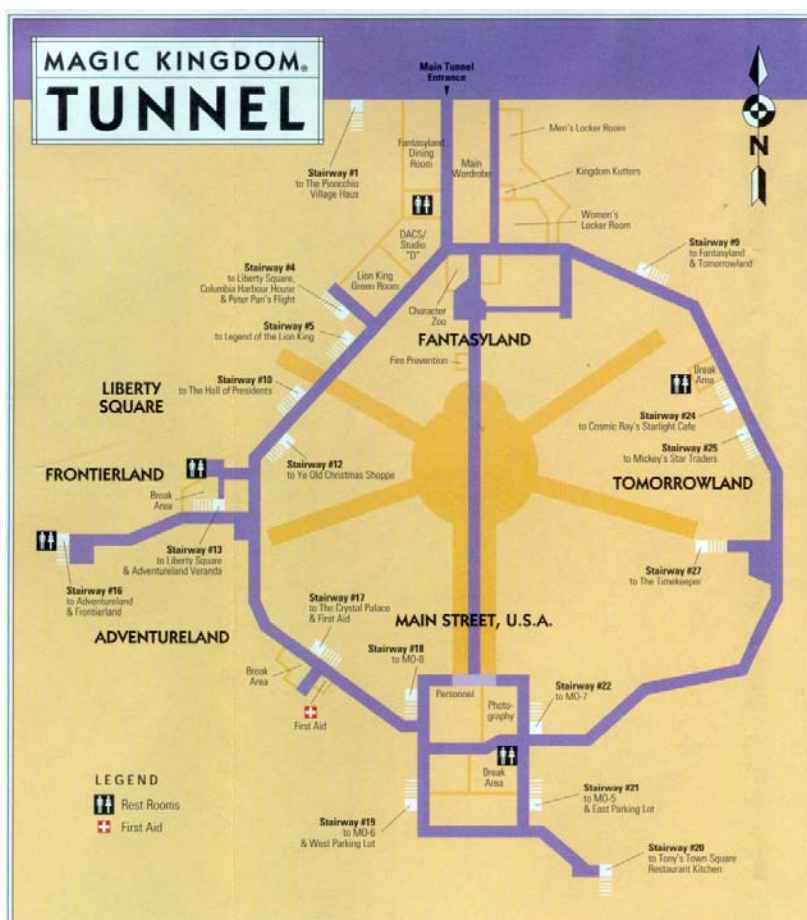 MAGIC KINGDOM®
TUNNEL
Main Tunnel
Entrance
N
Stairway #1
to The Pinocchio
Village Haus
Fantasyland
Dining
Room
Main
Wardrobe
Men's Locker Room
Kingdom Kutters
Women's
Locker Room
DACS/
Studio
"D"
Lion King
Green Room
Character
Zoo
Stairway #9
to Fantasyland
& Tomorrowland
Stairway #4
to Liberty Square,
Columbia Harbour House
& Peter Pan's Flight
Stairway #5
to Legend of the Lion King
FANTASYLAND
Fire Prevention
LIBERTY
SQUARE
Stairway #10
to The Hall of Presidents
Break
Area
Stairway #24
to Cosmic Ray's Starlight Cafe
Stairway #25
to Mickey's Star Traders
TOMORROWLAND
FRONTIERLAND
Stairway #12
to Ye Old Christmas Shoppe
Break
Area
Stairway #13
to Liberty Square
& Adventureland Veranda
Stairway #16
to Adventureland
& Frontierland
Stairway #27
to The Timekeeper
ADVENTURELAND
Stairway #17
to The Crystal Palace
& First Aid
MAIN STREET, U.S.A.
Stairway #18
to MO-8
Break
Area
First Aid
Personnel
Photo-
graphy
Stairway #22
to MO-7
Break
Area
Stairway #21
to MO-5
& East Parking Lot
Stairway #19
to MO-6
& West Parking Lot
Stairway #20
to Tony's Town Square
Restaurant Kitchen
LEGEND
Rest Rooms
First Aid